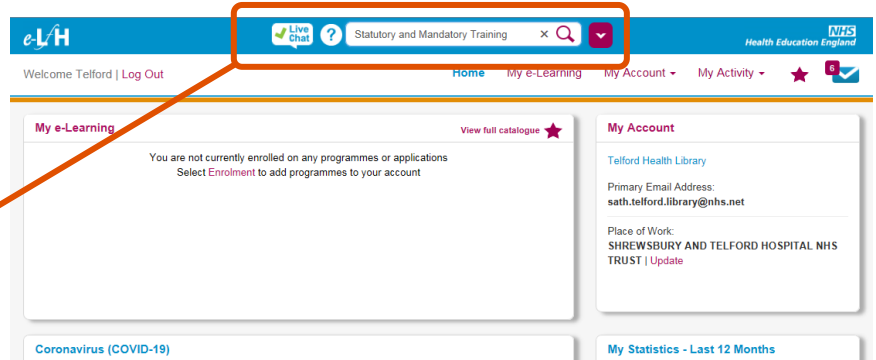 e-LfH
Live Chat
?
Statutory and Mandatory Training ×
NHS
Health Education England
Welcome Telford | Log Out
Home My e-Learning My Account My Activity 6
My e-Learning
View full catalogue
You are not currently enrolled on any programmes or applications
Select Enrolment to add programmes to your account
My Account
Telford Health Library
Primary Email Address:
sath.telford.library@nhs.net
Place of Work:
SHREWSBURY AND TELFORD HOSPITAL NHS
TRUST | Update
Coronavirus (COVID-19)
My Statistics - Last 12 Months